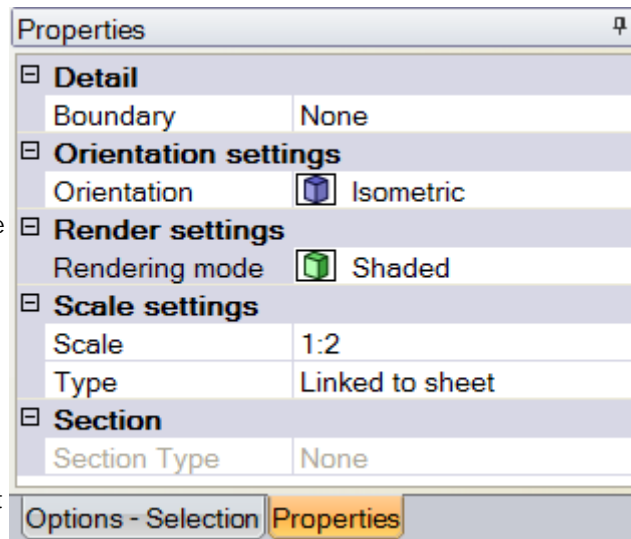 Properties
Detail
Boundary None
Orientation settings
Orientation Isometric
e
Render settings
Rendering mode Shaded
Scale settings
Scale 1:2
Type Linked to sheet
Section
Section Type None
t
Options - Selection Properties